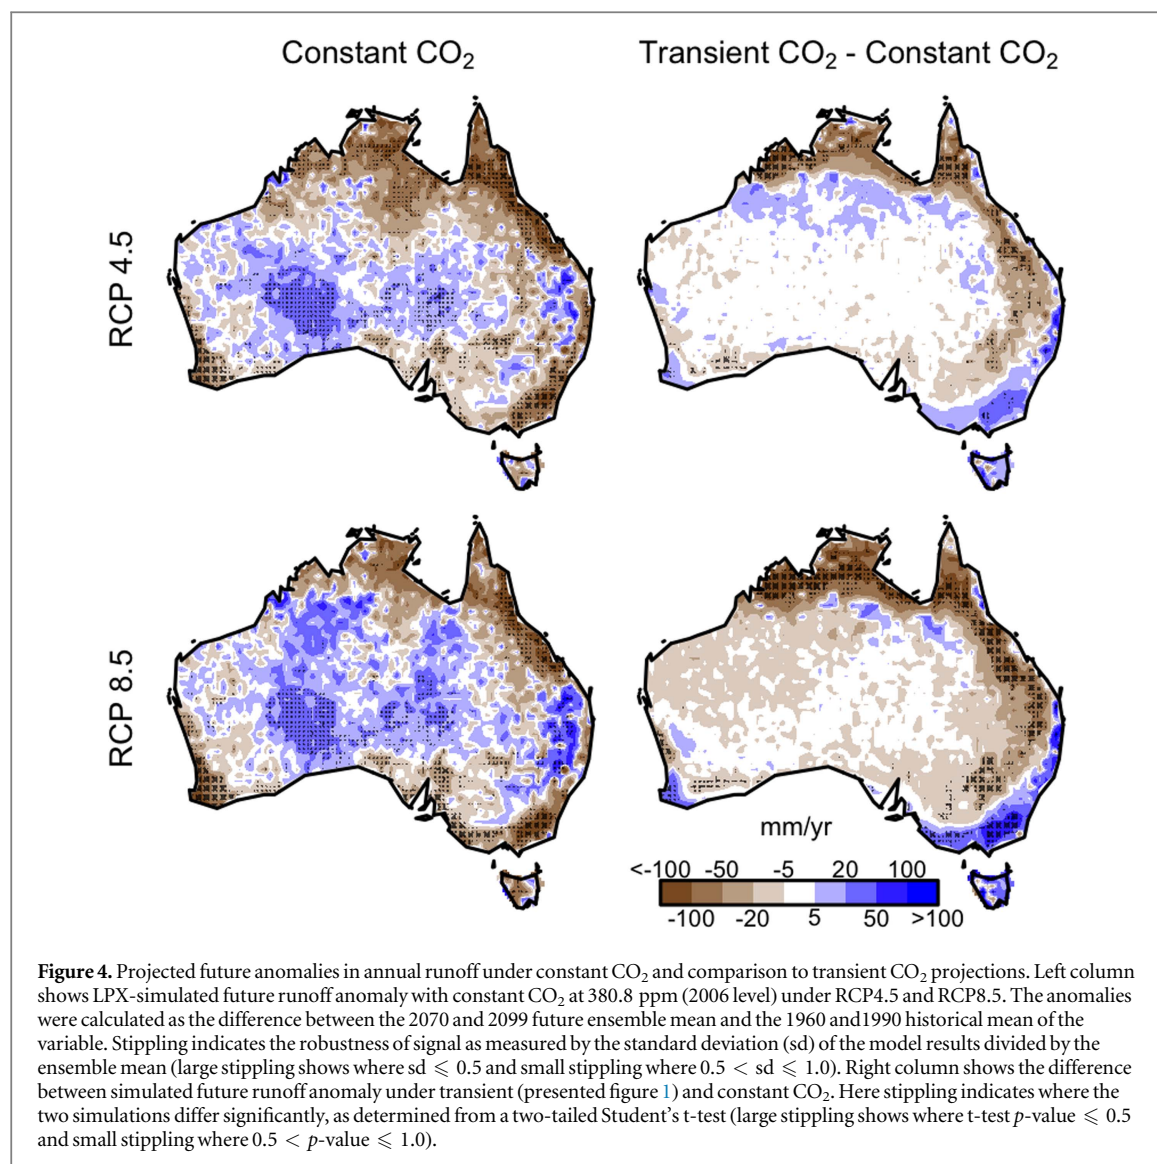 Constant CO2
Transient CO2 - Constant CO2
RCP 4.5
RCP 8.5
mm/yr
<-100 -50 -5 20 100
-100 -20 5 50 >100
Figure 4. Projected future anomalies in annual runoff under constant CO2 and comparison to transient CO2 projections. Left column
shows LPX-simulated future runoff anomaly with constant CO2 at 380.8 ppm (2006 level) under RCP4.5 and RCP8.5. The anomalies
were calculated as the difference between the 2070 and 2099 future ensemble mean and the 1960 and1990 historical mean of the
variable. Stippling indicates the robustness of signal as measured by the standard deviation (sd) of the model results divided by the
ensemble mean (large stippling shows where sd ⩽ 0.5 and small stippling where 0.5 < sd ⩽ 1.0). Right column shows the difference
between simulated future runoff anomaly under transient (presented figure 1) and constant CO2. Here stippling indicates where the
two simulations differ significantly, as determined from a two-tailed Student's t-test (large stippling shows where t-test p-value ⩽ 0.5
and small stippling where 0.5 < p-value ⩽ 1.0).